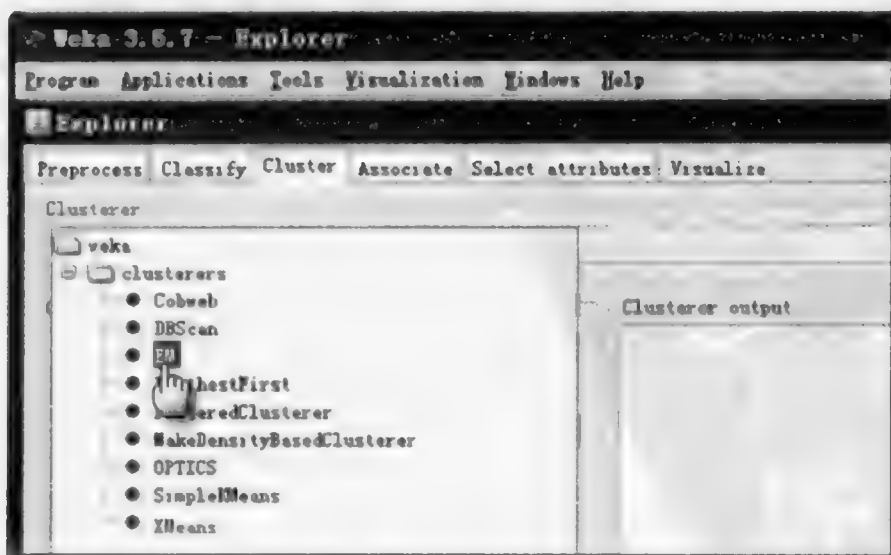 Weka 3.5.7 - Explorer
Program Applications Tools Visualization Windows Help
Explorer
Preprocess Classify Cluster Associate Select attributes Visualize
Clusterer
weka
clusterers
Cobweb
DBScan
EM
Clusterer output
MakeDensityBasedClusterer
OPTICS
SimpleKMeans
XMeans